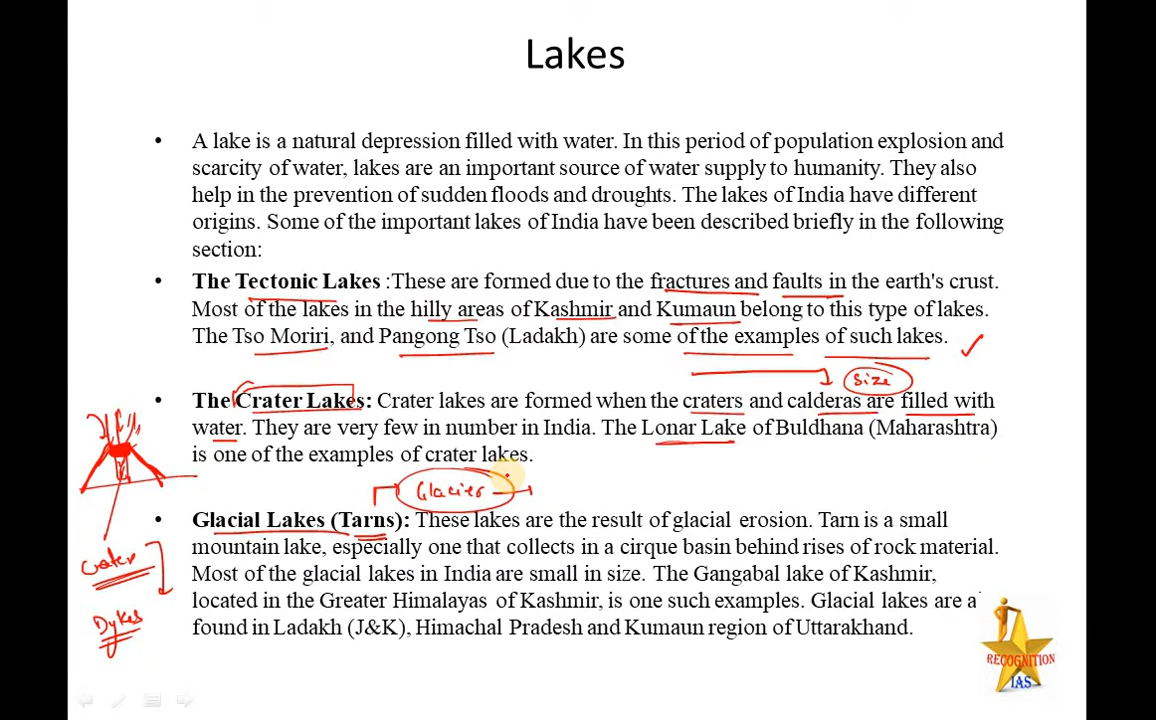 Lakes
• A lake is a natural depression filled with water. In this period of population explosion and
scarcity of water, lakes are an important source of water supply to humanity. They also
help in the prevention of sudden floods and droughts. The lakes of India have different
origins. Some of the important lakes of India have been described briefly in the following
section:
• The Tectonic Lakes :These are formed due to the fractures and faults in the earth's crust.
Most of the lakes in the hilly areas of Kashmir and Kumaun belong to this type of lakes.
The Tso Moriri, and Pangong Tso (Ladakh) are some of the examples of such lakes.
Size
• The Crater Lakes: Crater lakes are formed when the craters and calderas are filled with
water. They are very few in number in India. The Lonar Lake of Buldhana (Maharashtra)
is one of the examples of crater lakes.
Glacier
• Glacial Lakes (Tarns): These lakes are the result of glacial erosion. Tarn is a small
mountain lake, especially one that collects in a cirque basin behind rises of rock material.
Most of the glacial lakes in India are small in size. The Gangabal lake of Kashmir,
located in the Greater Himalayas of Kashmir, is one such examples. Glacial lakes are
found in Ladakh (J&K), Himachal Pradesh and Kumaun region of Uttarakhand.
Crater
Dykes
RECOGNITION
IAS